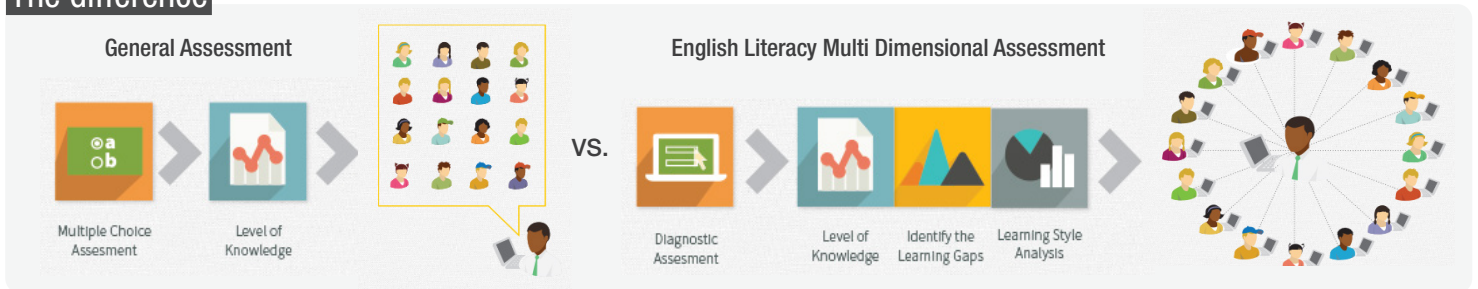 The difference
General Assessment
a
b
Multiple Choice
Assesment
Level of
Knowledge
VS.
English Literacy Multi Dimensional Assessment
Diagnostic
Assesment
Level of
Knowledge
Identify the
Learning Gaps
Learning Style
Analysis